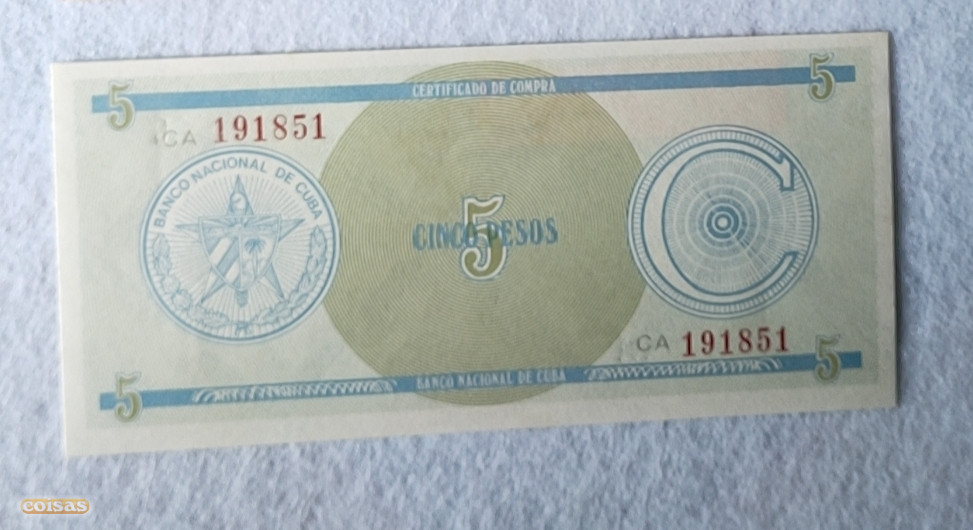 5 CERTIFICADO DE COMPRA 5
CA 191851
BANCO NACIONAL DE CUBA
CINCO PESOS
5
C
CA 191851
5 BANCO NACIONAL DE CUBA 5
coisas